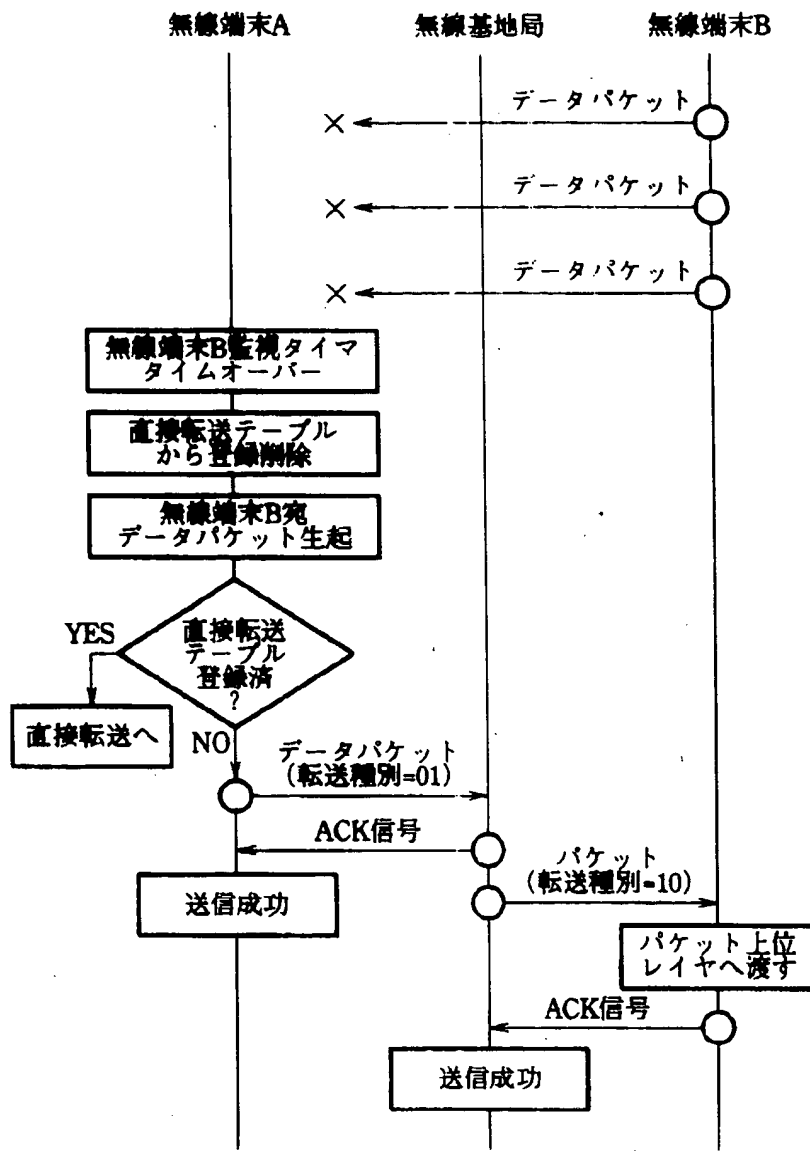 無線端末A 無線基地局 無線端末B
データパケット
データパケット
データパケット
無線端末B監視タイマ
タイムオーバー
直接転送テーブル
から登録削除
無線端末B宛
データパケット生起
YES
直接転送
テーブル
登録済
?
直接転送へ
NO
データパケット
(転送種別=01)
ACK信号
パケット
(転送種別=10)
送信成功
パケット上位
レイヤへ渡す
ACK信号
送信成功